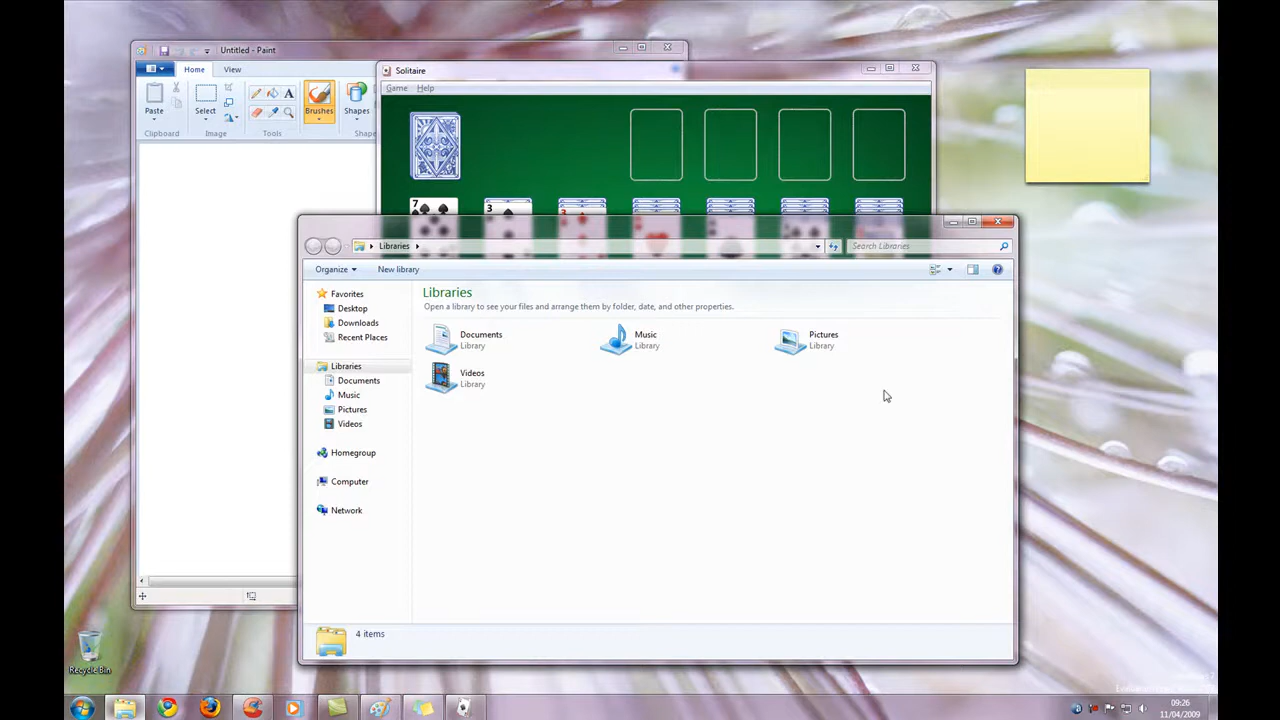 Untitled - Paint
Home View
Paste
Select
Brushes
Shapes
Clipboard Image Tools
Solitaire
Game Help
7 3 3
Libraries
Search Libraries
Organize New library
Favorites
Desktop
Downloads
Recent Places
Libraries
Documents
Music
Pictures
Videos
Homegroup
Computer
Network
Libraries
Open a library to see your files and arrange them by folder, date, and other properties.
Documents
Library
Music
Library
Pictures
Library
Videos
Library
4 items
Recycle Bin
09:26
11/04/2009